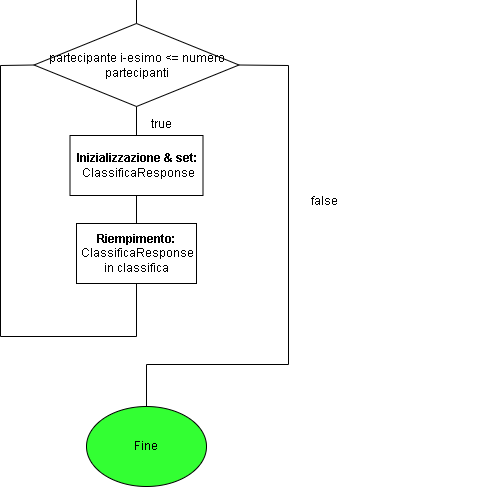 partecipante i-esimo <= numero
partecipanti
true
Inizializzazione & set:
ClassificaResponse
false
Riempimento:
ClassificaResponse
in classifica
Fine